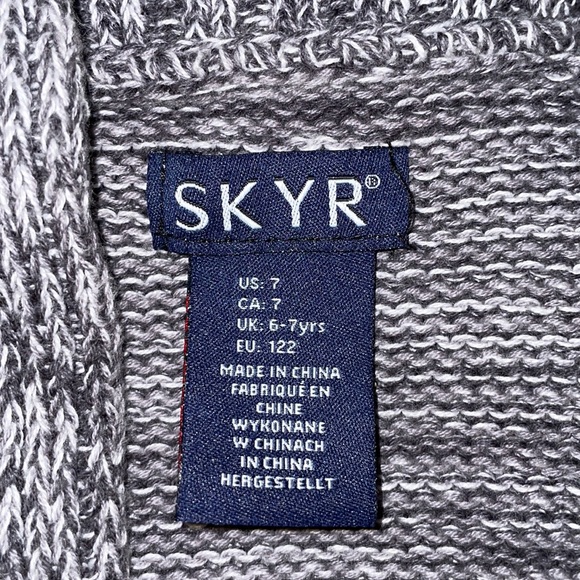 SKYR®
US: 7
CA: 7
UK: 6-7yrs
EU: 122
MADE IN CHINA
FABRIQUÉ EN
CHINE
WYKONANE
W CHINACH
IN CHINA
HERGESTELLT